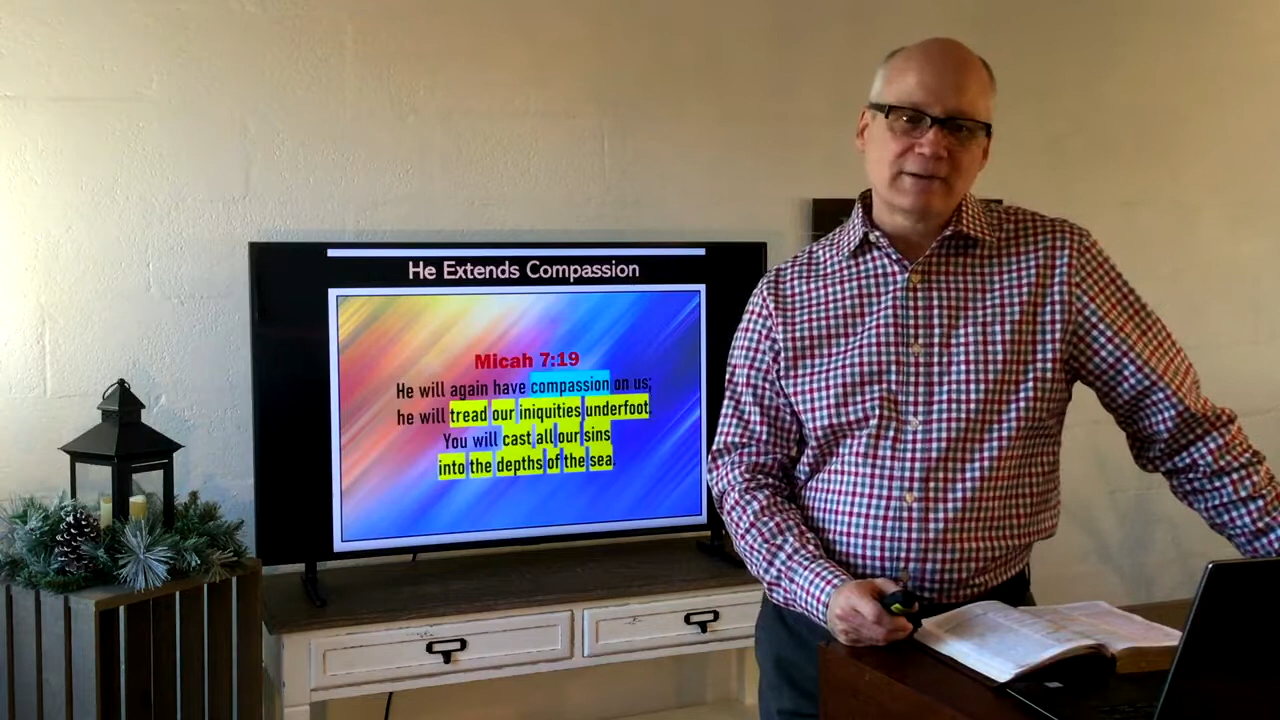 He Extends Compassion
Micah 7:19
He will again have compassion on us;
he will tread our iniquities underfoot.
You will cast all our sins
into the depths of the sea.